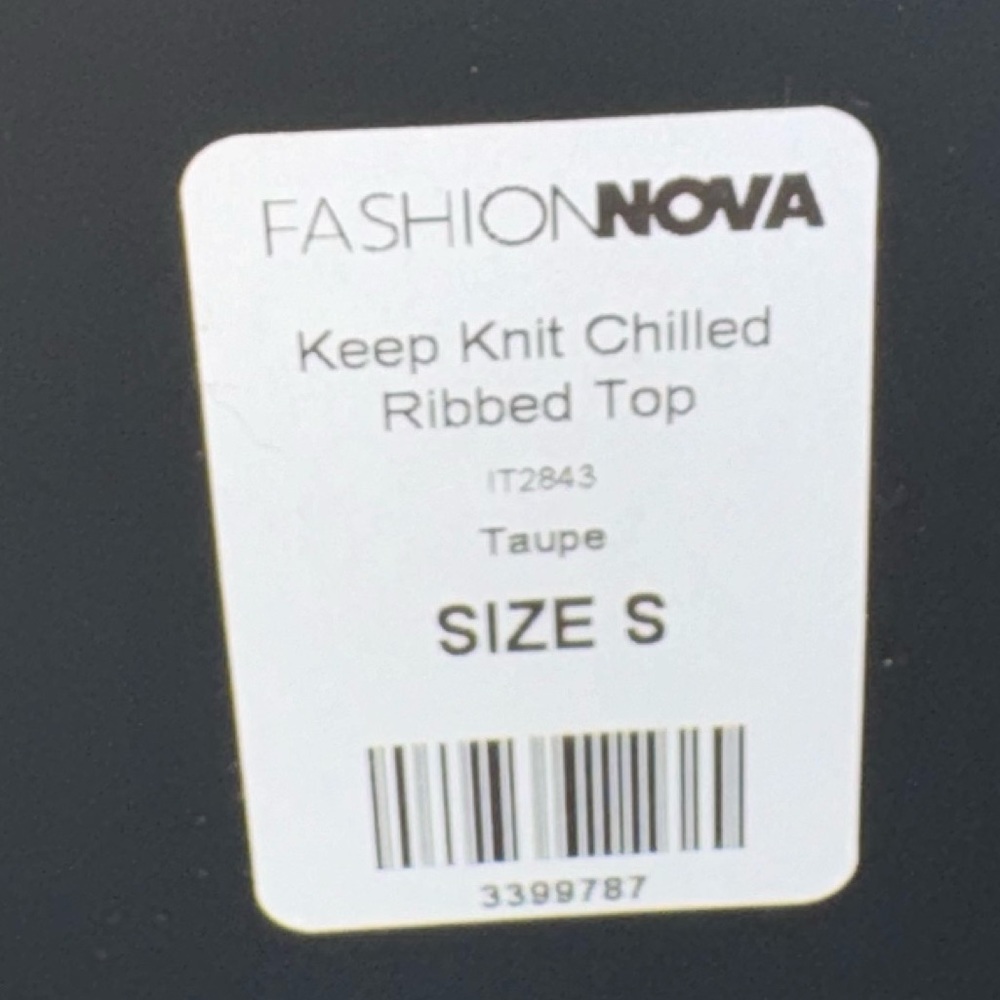 FASHIONNOVA
Keep Knit Chilled
Ribbed Top
IT2843
Taupe
SIZE S
3399787